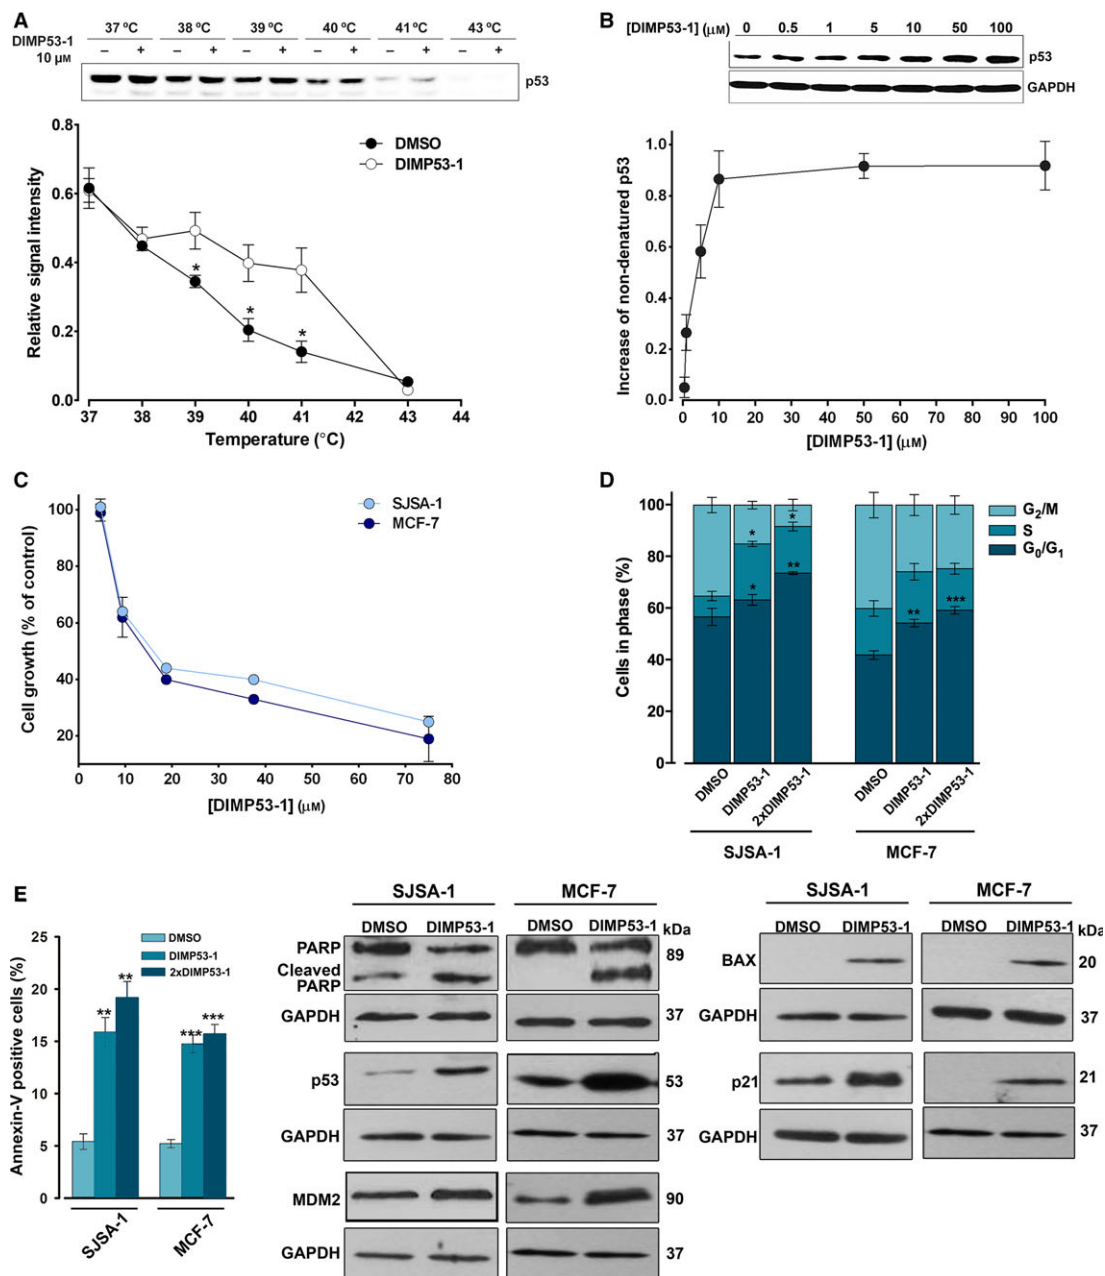 A
37 ºC 38 ºC 39 ºC 40 ºC 41ºC 43 ºC
DIMP53-1
10 μM
– + – + – + – + – + – +
p53
Relative signal intensity
0.8
0.6
0.4
0.2
0.0
DMSO
DIMP53-1
*
*
*
37 38 39 40 41 42 43 44
Temperature (°C)
B
[DIMP53-1] (μM) 0 0.5 1 5 10 50 100
p53
GAPDH
Increase of non-denatured p53
1.0
0.8
0.6
0.4
0.2
0.0
0 10 20 30 40 50 60 70 80 90 100
[DIMP53-1] (μM)
C
Cell growth (% of control)
100
80
60
40
20
SJSA-1
MCF-7
0 10 20 30 40 50 60 70 80
[DIMP53-1] (μM)
D
Cells in phase (%)
100
80
60
40
20
0
* *
* **
** ***
G2/M
S
G0/G1
DMSO
DIMP53-1
2xDIMP53-1
DMSO
DIMP53-1
2xDIMP53-1
SJSA-1 MCF-7
E
Annexin-V positive cells (%)
25
20
15
10
5
0
DMSO
DIMP53-1
2xDIMP53-1
** **
*** ***
SJSA-1
MCF-7
SJSA-1 MCF-7
DMSO DIMP53-1 DMSO DIMP53-1 kDa
PARP
89
Cleaved
PARP
GAPDH 37
p53 53
GAPDH 37
MDM2 90
GAPDH 37
SJSA-1 MCF-7
DMSO DIMP53-1 DMSO DIMP53-1 kDa
BAX 20
GAPDH 37
p21 21
GAPDH 37